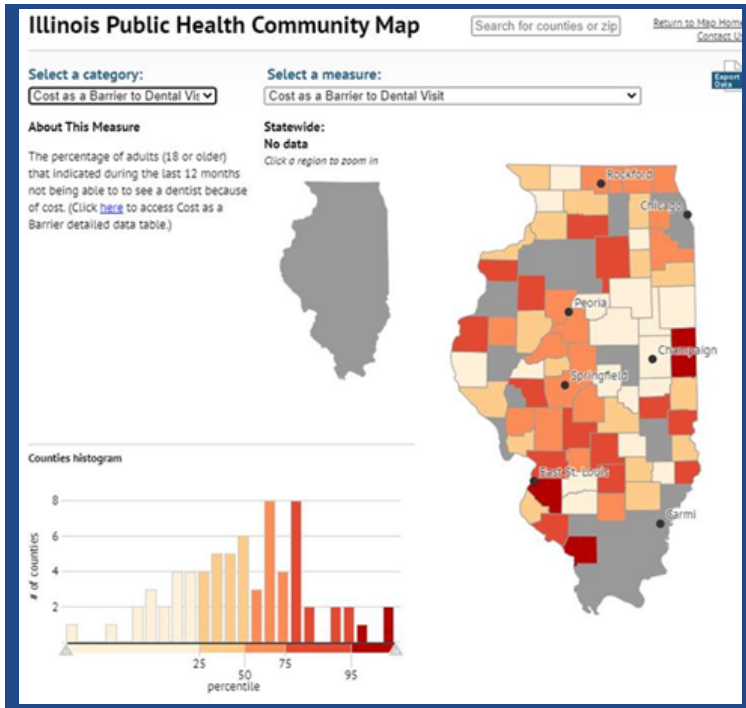 Illinois Public Health Community Map
Search for counties or zip
Return to Map Home
Contact Us
Select a category:
Cost as a Barrier to Dental Vis
Select a measure:
Cost as a Barrier to Dental Visit
Export
Data
About This Measure
The percentage of adults (18 or older)
that indicated during the last 12 months
not being able to to see a dentist because
of cost. (Click here to access Cost as a
Barrier detailed data table.)
Statewide:
No data
Click a region to zoom in
Rockford
Chicago
Peoria
Champaign
Springfield
East St. Louis
Carmi
Counties histogram
# of counties
8
6
4
2
25
50
75
95
percentile